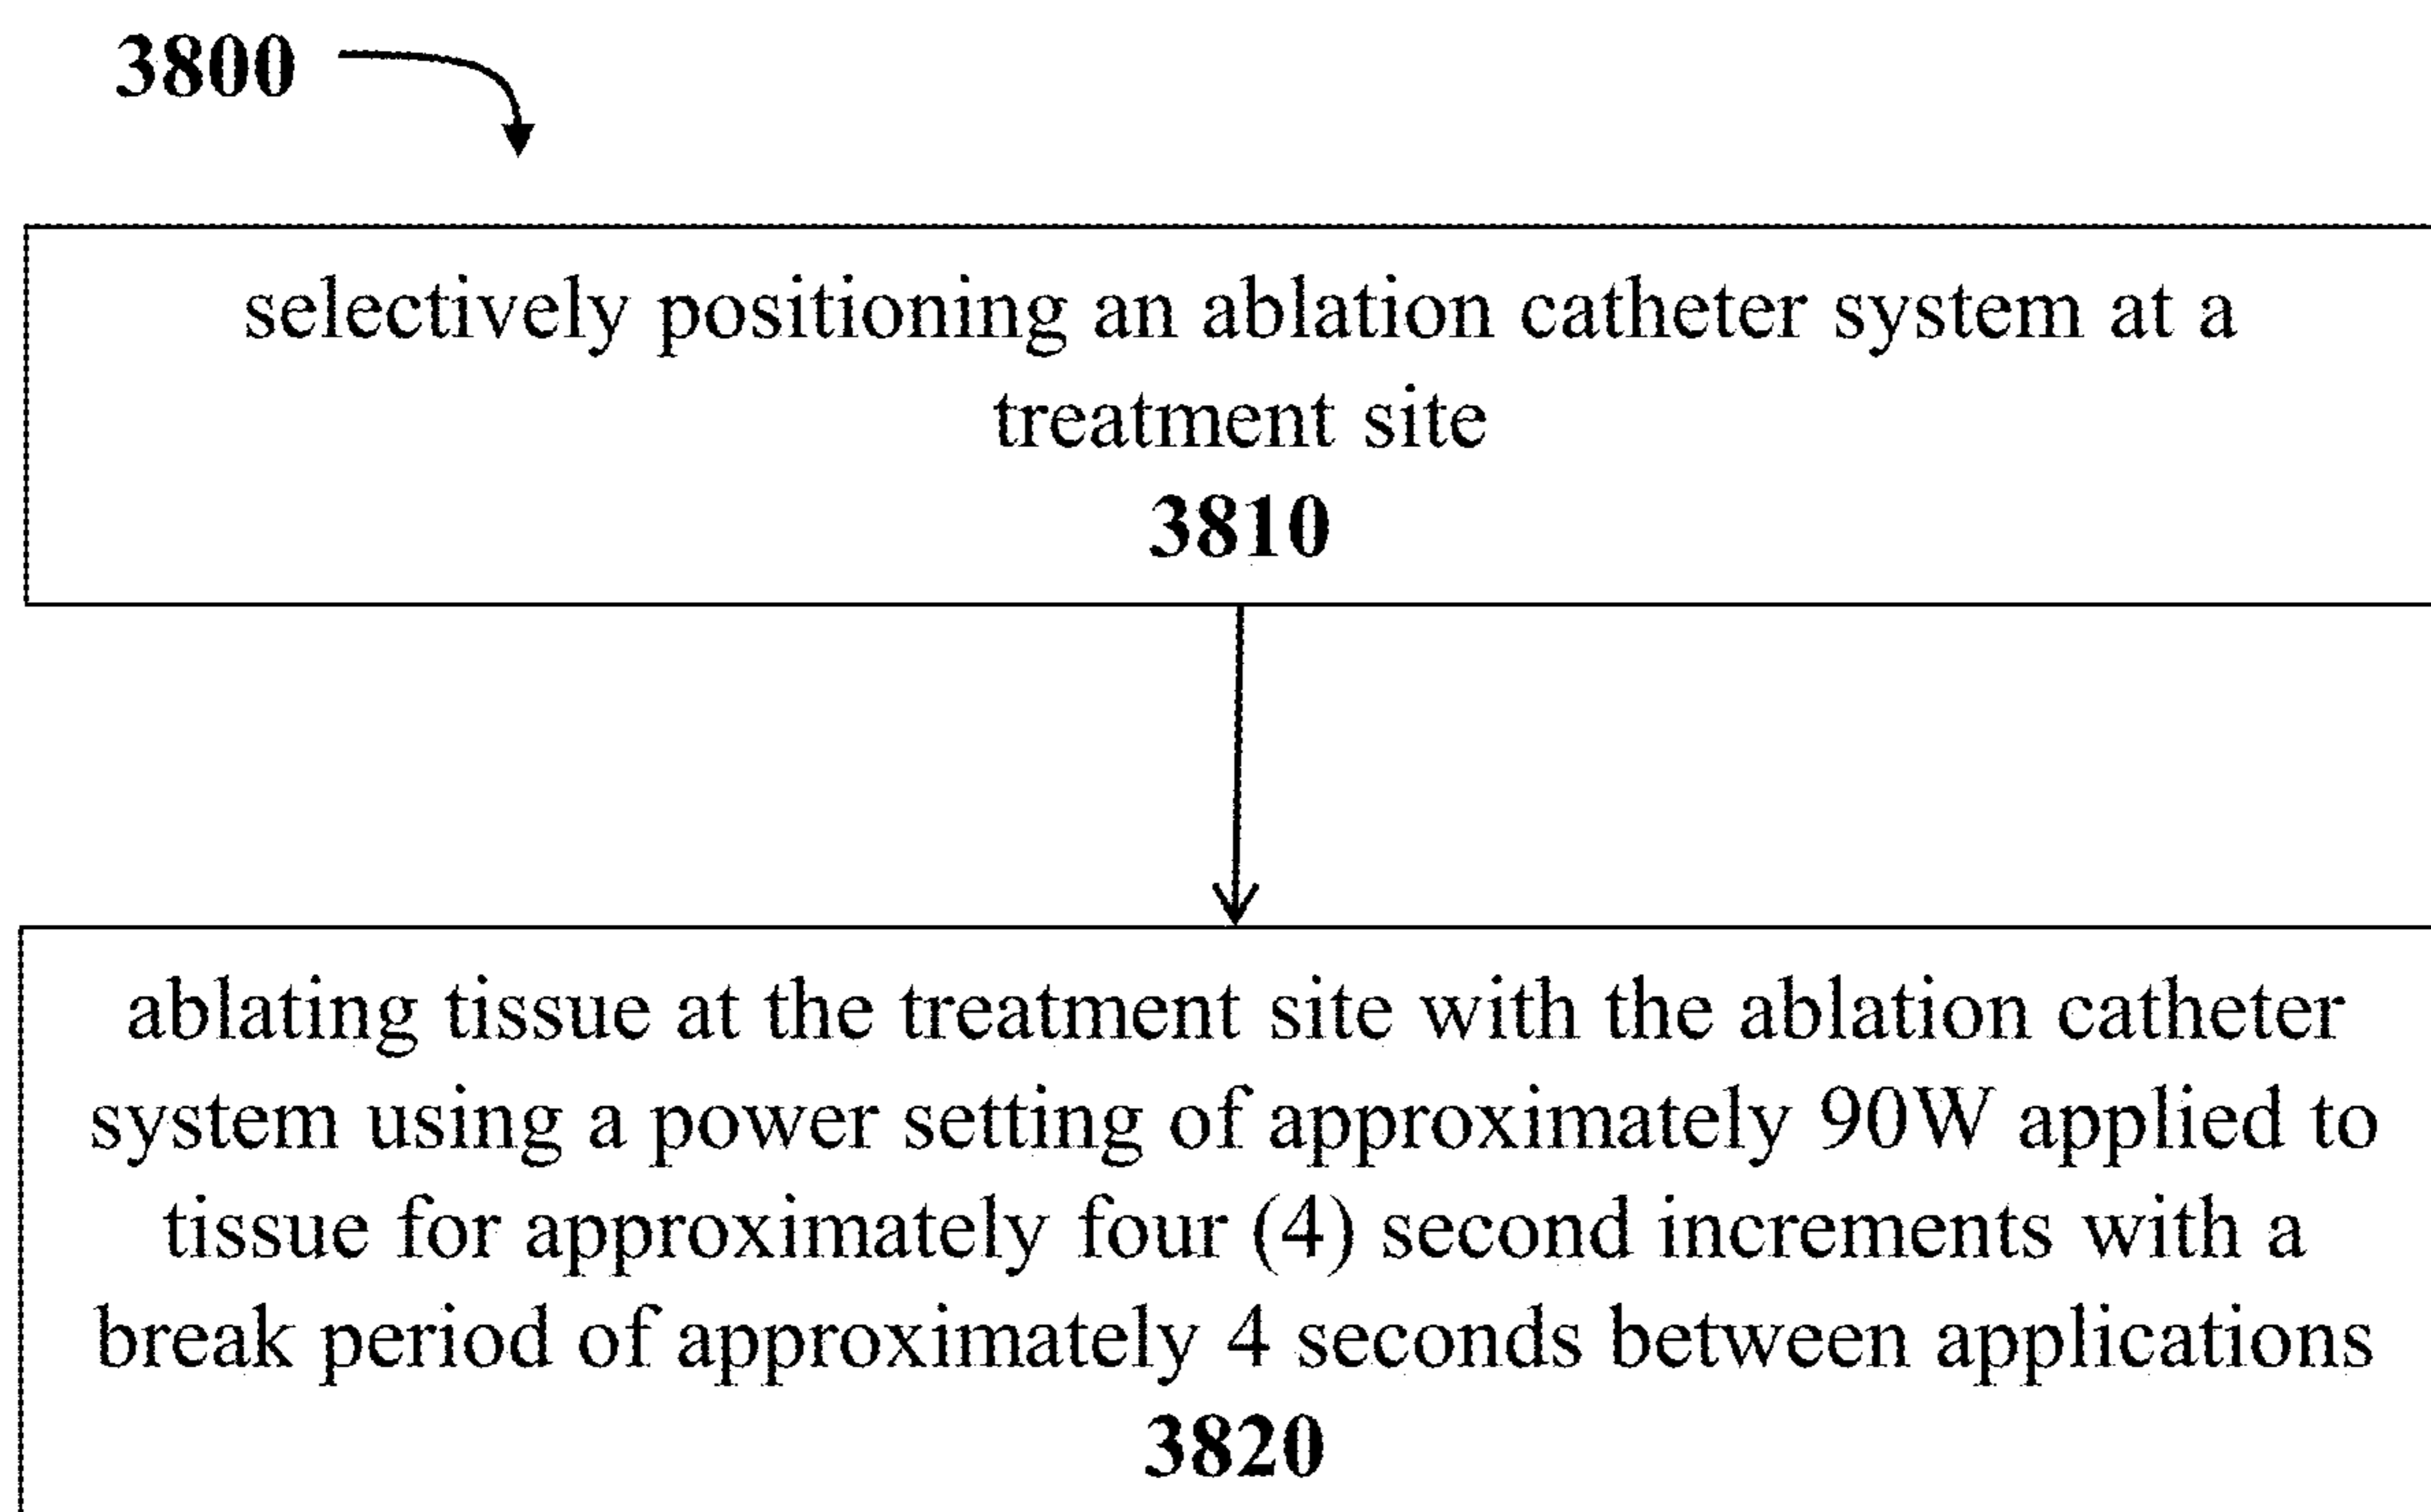 3800
selectively positioning an ablation catheter system at a
treatment site
3810
ablating tissue at the treatment site with the ablation catheter
system using a power setting of approximately 90W applied to
tissue for approximately four (4) second increments with a
break period of approximately 4 seconds between applications
3820